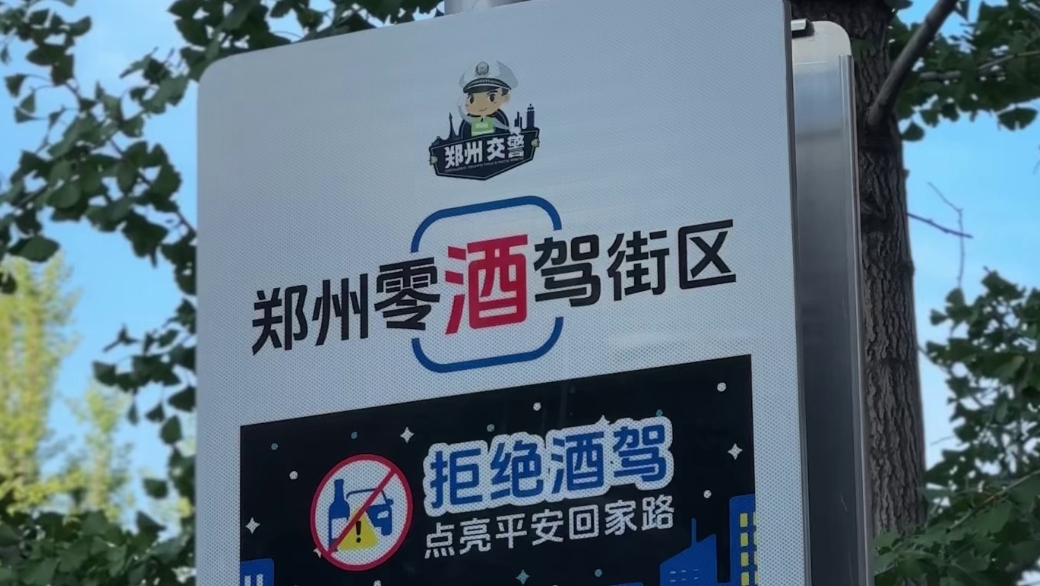 郑州交警
郑州零酒驾街区
拒绝酒驾
点亮平安回家路